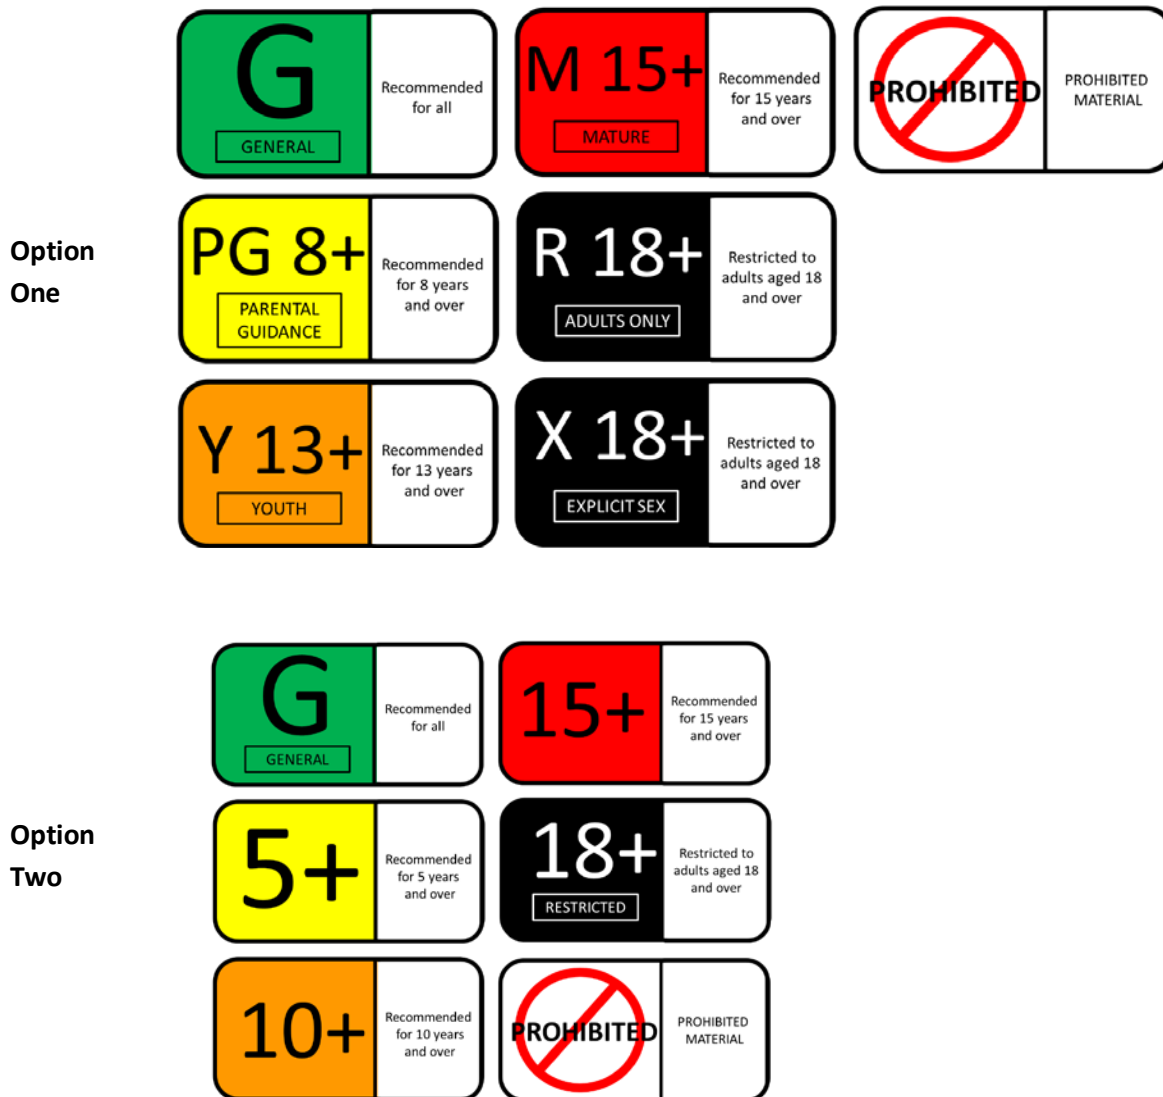 Option
One
G
GENERAL
Recommended
for all
PG 8+
PARENTAL
GUIDANCE
Recommended
for 8 years
and over
Y 13+
YOUTH
Recommended
for 13 years
and over
M 15+
MATURE
Recommended
for 15 years
and over
R 18+
ADULTS ONLY
Restricted to
adults aged 18
and over
X 18+
EXPLICIT SEX
Restricted to
adults aged 18
and over
PROHIBITED
PROHIBITED
MATERIAL
Option
Two
G
GENERAL
Recommended
for all
5+
Recommended
for 5 years
and over
10+
Recommended
for 10 years
and over
15+
Recommended
for 15 years
and over
18+
RESTRICTED
Restricted to
adults aged 18
and over
PROHIBITED
PROHIBITED
MATERIAL